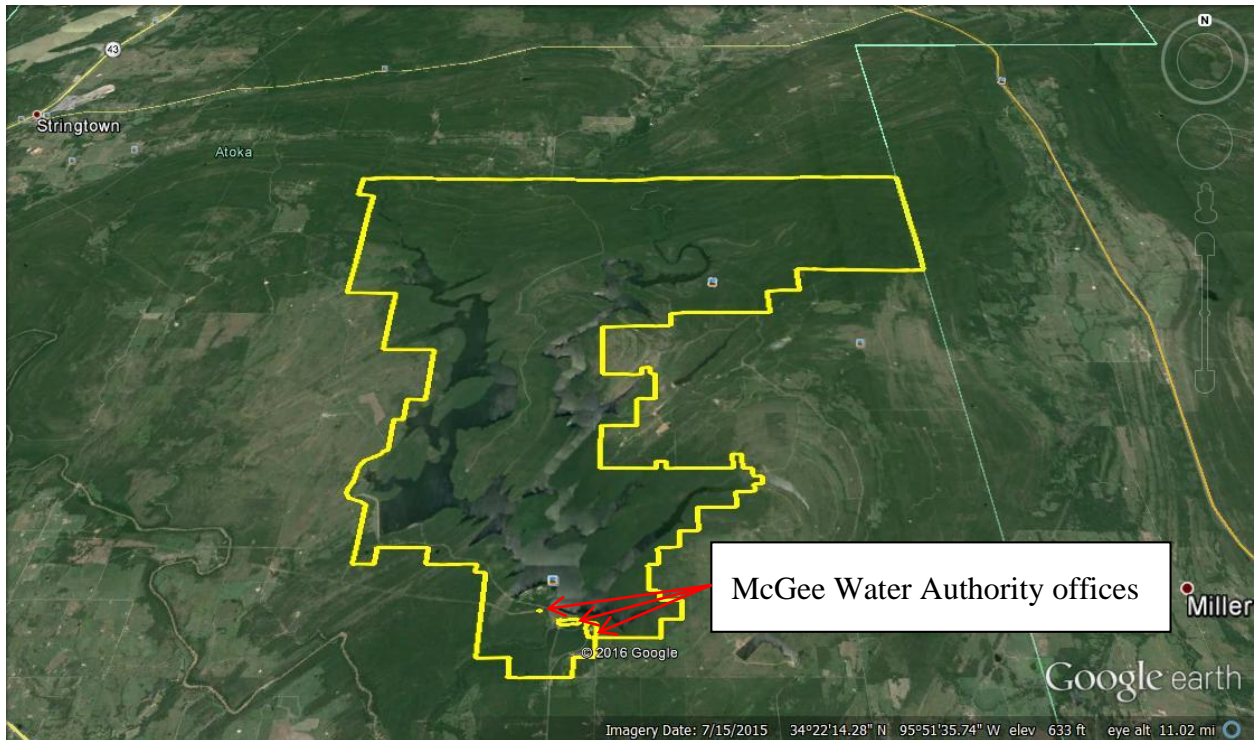 N
43
Stringtown
Atoka
McGee Water Authority offices
Miller
© 2016 Google
Google earth
Imagery Date: 7/15/2015 34°22'14.28" N 95°51'35.74" W elev 633 ft eye alt 11.02 mi